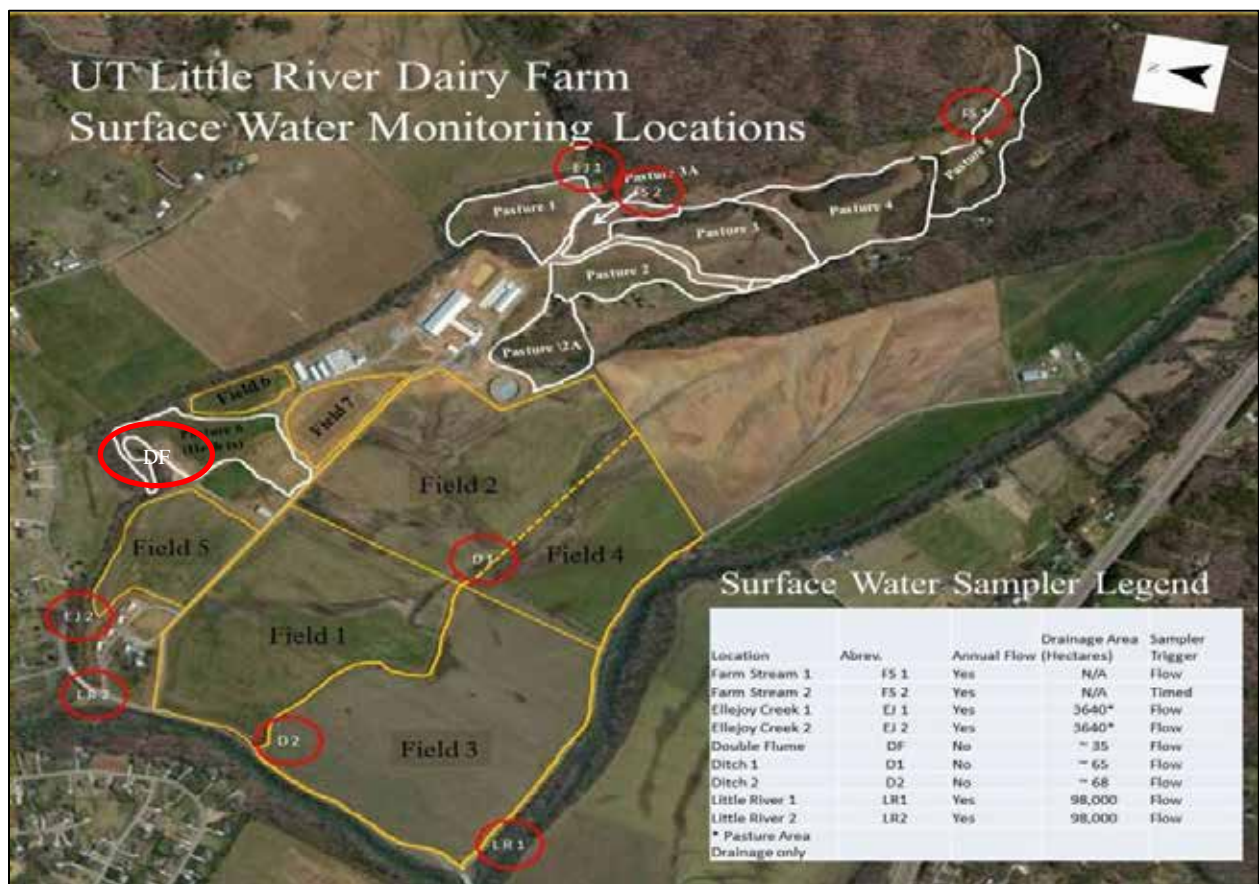 UT Little River Dairy Farm
Surface Water Monitoring Locations
N
FS 1
EJ 1
Pasture 3A
FS 2
Pasture 5
Pasture 1
Pasture 4
Pasture 3
Pasture 2
Pasture \2A
Field 6
Field 7
Pasture 6
(Heifers)
DF
Field 2
Field 5
D 1
Field 4
EJ 2
Field 1
LR 2
D 2
Field 3
LR 1
Surface Water Sampler Legend
Location Abrev. Annual Flow Drainage Area (Hectares) Sampler Trigger
Farm Stream 1 FS 1 Yes N/A Flow
Farm Stream 2 FS 2 Yes N/A Timed
Ellejoy Creek 1 EJ 1 Yes 3640* Flow
Ellejoy Creek 2 EJ 2 Yes 3640* Flow
Double Flume DF No ~ 35 Flow
Ditch 1 D1 No ~ 65 Flow
Ditch 2 D2 No ~ 68 Flow
Little River 1 LR1 Yes 98,000 Flow
Little River 2 LR2 Yes 98,000 Flow
* Pasture Area
Drainage only